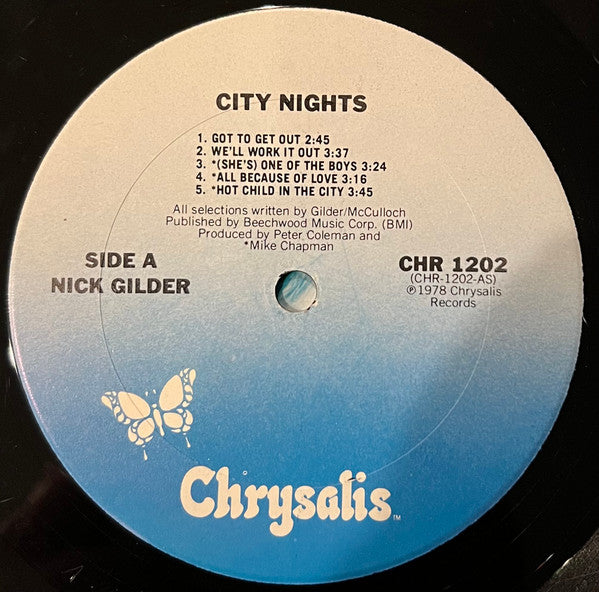 CITY NIGHTS
1. GOT TO GET OUT 2:45
2. WE'LL WORK IT OUT 3:37
3. *(SHE'S) ONE OF THE BOYS 3:24
4. *ALL BECAUSE OF LOVE 3:16
5. *HOT CHILD IN THE CITY 3:45
All selections written by Gilder/McCulloch
Published by Beechwood Music Corp. (BMI)
Produced by Peter Coleman and
*Mike Chapman
SIDE A
NICK GILDER
CHR 1202
(CHR-1202-AS)
℗1978 Chrysalis
Records
Chrysalis™